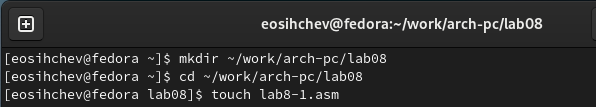 eosihchev@fedora:~/work/arch-pc/lab08
[eosihchev@fedora ~]$ mkdir ~/work/arch-pc/lab08
[eosihchev@fedora ~]$ cd ~/work/arch-pc/lab08
[eosihchev@fedora lab08]$ touch lab8-1.asm